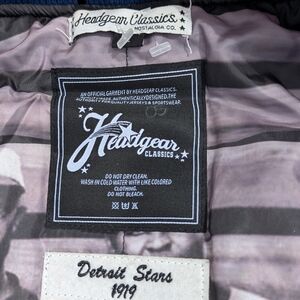 Headgear Classics
NOSTALGIA CO.
AN OFFICIAL GARMENT BY HEADGEAR CLASSICS.
AUTHENTICALLY DESIGNED. THE
QUALITY JERSEYS & SPORTSWEAR.
Headgear
CLASSICS
DO NOT DRY CLEAN.
WASH IN COLD WATER WITH LIKE COLORED
CLOTHING.
DO NOT BLEACH.
Detroit Stars
1919